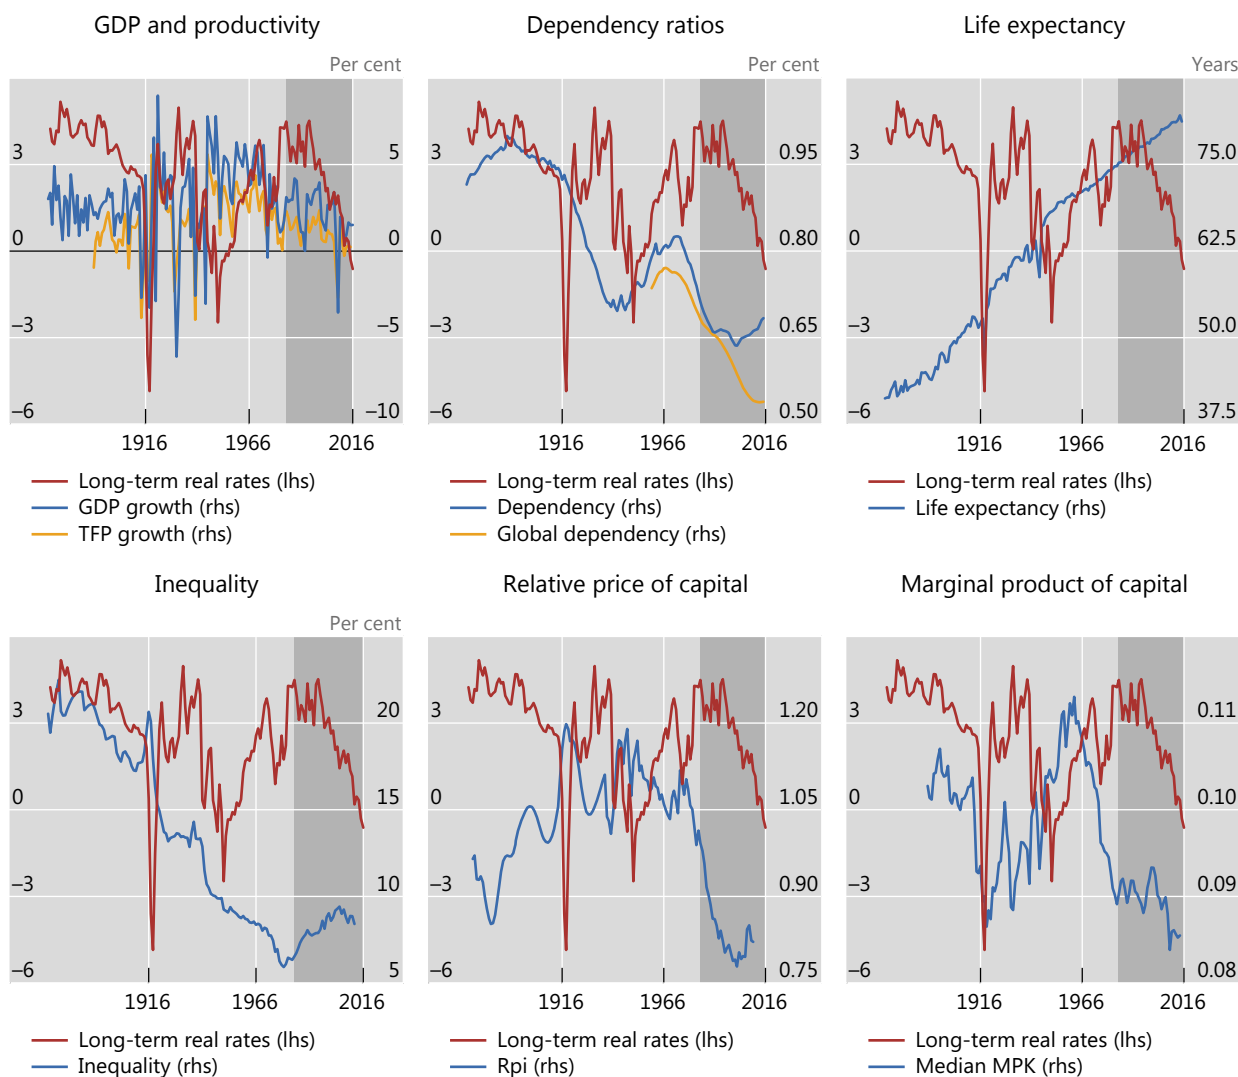 GDP and productivity
Per cent
3
0
−3
−6
5
0
−5
−10
1916
1966
2016
Long-term real rates (lhs)
GDP growth (rhs)
TFP growth (rhs)
Dependency ratios
Per cent
3
0
−3
−6
0.95
0.80
0.65
0.50
1916
1966
2016
Long-term real rates (lhs)
Dependency (rhs)
Global dependency (rhs)
Life expectancy
Years
3
0
−3
−6
75.0
62.5
50.0
37.5
1916
1966
2016
Long-term real rates (lhs)
Life expectancy (rhs)
Inequality
Per cent
3
0
−3
−6
20
15
10
5
1916
1966
2016
Long-term real rates (lhs)
Inequality (rhs)
Relative price of capital
3
0
−3
−6
1.20
1.05
0.90
0.75
1916
1966
2016
Long-term real rates (lhs)
Rpi (rhs)
Marginal product of capital
3
0
−3
−6
0.11
0.10
0.09
0.08
1916
1966
2016
Long-term real rates (lhs)
Median MPK (rhs)